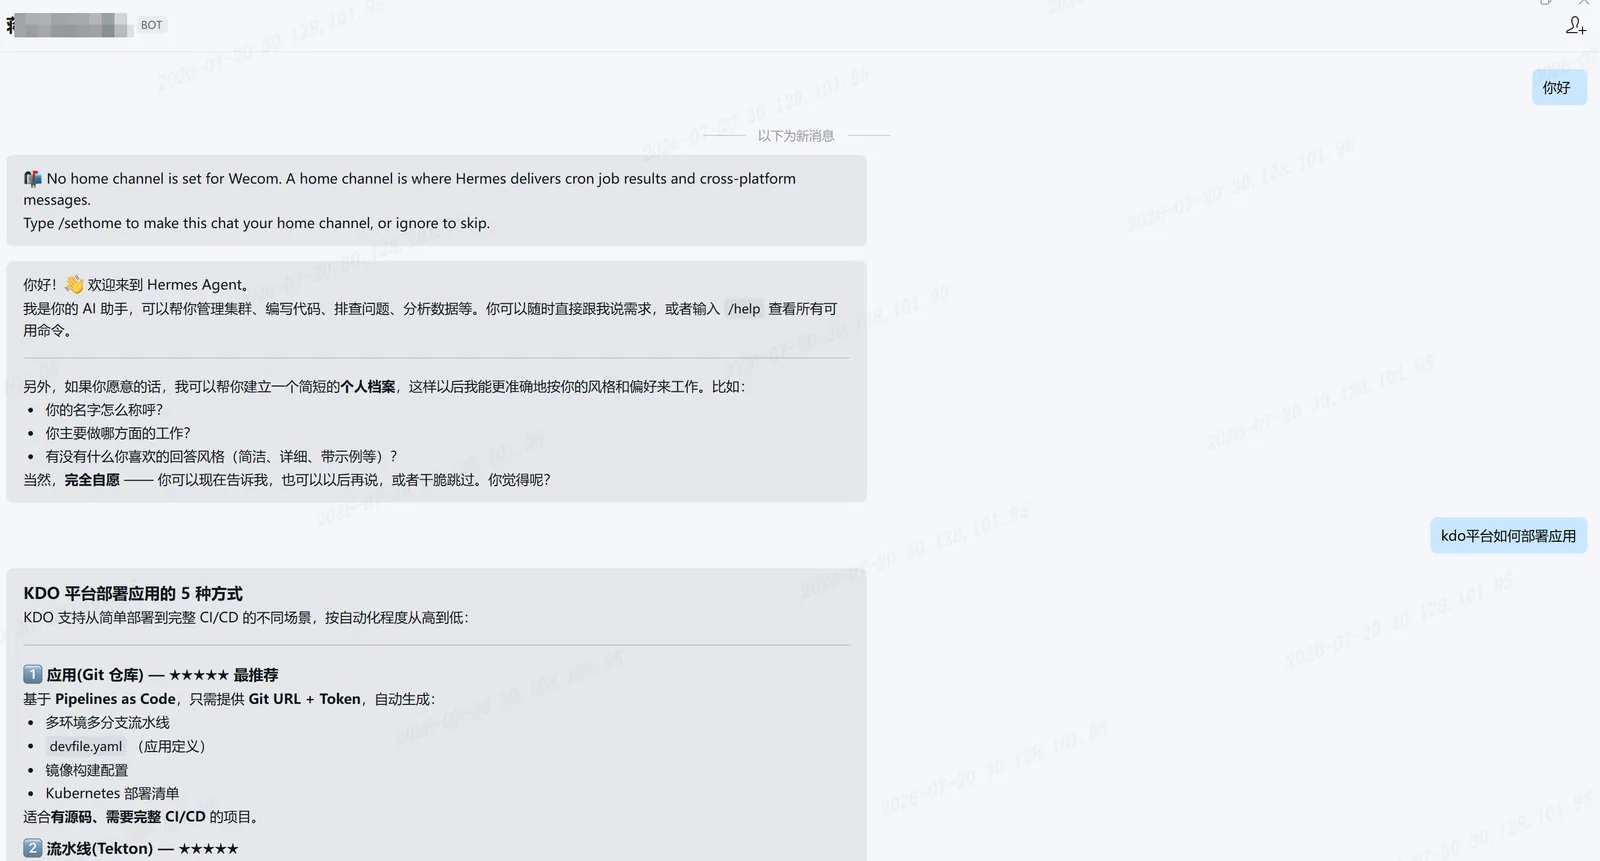 BOT
你好
以下为新消息
No home channel is set for Wecom. A home channel is where Hermes delivers cron job results and cross-platform
messages.
Type /sethome to make this chat your home channel, or ignore to skip.
你好！👋 欢迎来到 Hermes Agent。
我是你的 AI 助手，可以帮你管理集群、编写代码、排查问题、分析数据等。你可以随时直接跟我说需求，或者输入 /help 查看所有可
用命令。
另外，如果你愿意的话，我可以帮你建立一个简短的个人档案，这样以后我能更准确地按你的风格和偏好来工作。比如：
• 你的名字怎么称呼？
• 你主要做哪方面的工作？
• 有没有什么你喜欢的回答风格（简洁、详细、带示例等）？
当然，完全自愿 —— 你可以现在告诉我，也可以以后再说，或者干脆跳过。你觉得呢？
kdo平台如何部署应用
KDO 平台部署应用的 5 种方式
KDO 支持从简单部署到完整 CI/CD 的不同场景，按自动化程度从高到低：
1 应用(Git 仓库) — ★★★★★ 最推荐
基于 Pipelines as Code，只需提供 Git URL + Token，自动生成：
• 多环境多分支流水线
• devfile.yaml （应用定义）
• 镜像构建配置
• Kubernetes 部署清单
适合有源码、需要完整 CI/CD 的项目。
2 流水线(Tekton) — ★★★★★